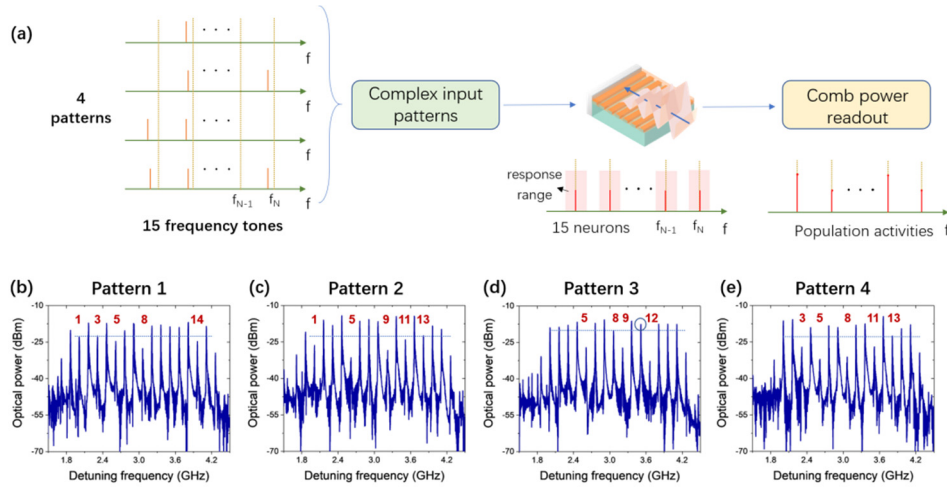 (a)
4
patterns
. . .
f
. . .
f
. . .
f
. . .
f_{N-1}
f_N
f
15 frequency tones
Complex input
patterns
Comb power
readout
response
range
. . .
15 neurons
f_{N-1}
f_N
f
. . .
Population activities
f
(b)
Pattern 1
Optical power (dBm)
-10
-25
-40
-55
-70
1 3 5 8 14
1.8 2.4 3.0 3.6 4.2
Detuning frequency (GHz)
(c)
Pattern 2
Optical power (dBm)
-10
-25
-40
-55
-70
1 5 9 11 13
1.8 2.4 3.0 3.6 4.2
Detuning frequency (GHz)
(d)
Pattern 3
Optical power (dBm)
-10
-25
-40
-55
-70
5 8 9 12
1.8 2.4 3.0 3.6 4.2
Detuning frequency (GHz)
(e)
Pattern 4
Optical power (dBm)
-10
-25
-40
-55
-70
3 5 8 11 13
1.8 2.4 3.0 3.6 4.2
Detuning frequency (GHz)